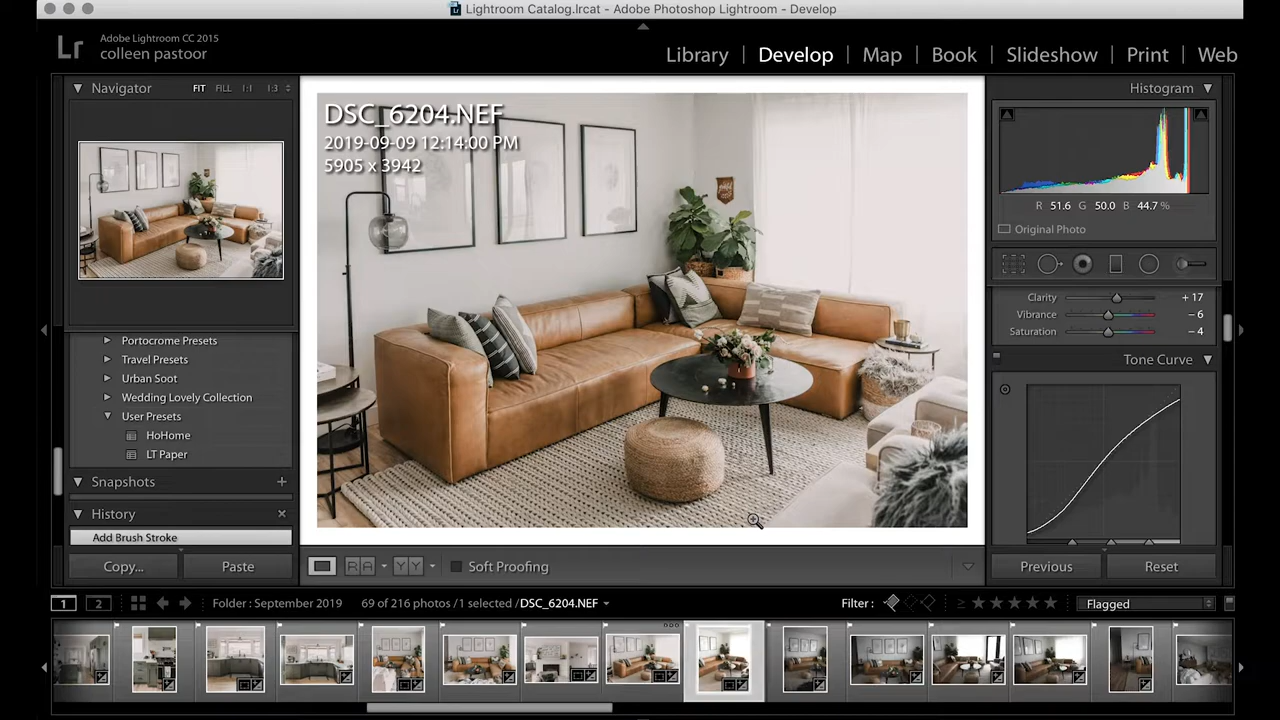 Lightroom Catalog.lrcat - Adobe Photoshop Lightroom - Develop
Lr
Adobe Lightroom CC 2015
colleen pastoor
Library | Develop | Map | Book | Slideshow | Print | Web
Navigator FIT FILL 1:1 1:3
DSC_6204.NEF
2019-09-09 12:14:00 PM
5905 x 3942
Portocrome Presets
Travel Presets
Urban Soot
Wedding Lovely Collection
User Presets
HoHome
LT Paper
Snapshots +
History ×
Add Brush Stroke
Copy... Paste
Histogram
R 51.6 G 50.0 B 44.7 %
Original Photo
Clarity + 17
Vibrance – 6
Saturation – 4
Tone Curve
Previous Reset
R A Y Y Soft Proofing
1 2 Folder : September 2019 69 of 216 photos /1 selected /DSC_6204.NEF Filter : Flagged